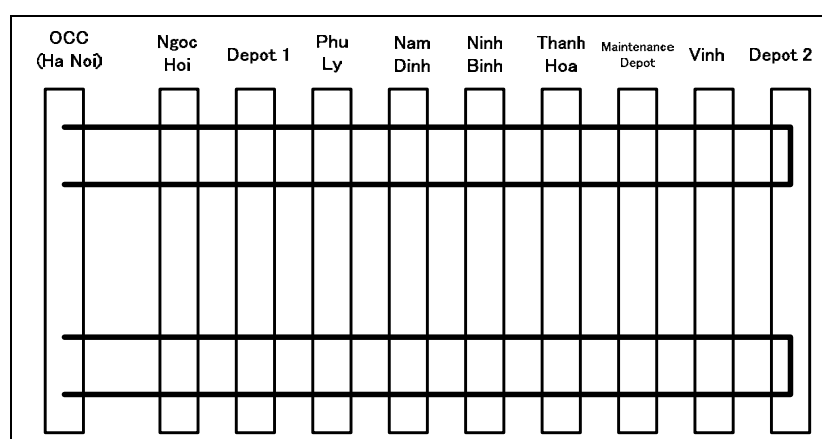 OCC
(Ha Noi)
Ngoc
Hoi
Depot 1
Phu
Ly
Nam
Dinh
Ninh
Binh
Thanh
Hoa
Maintenance
Depot
Vinh
Depot 2